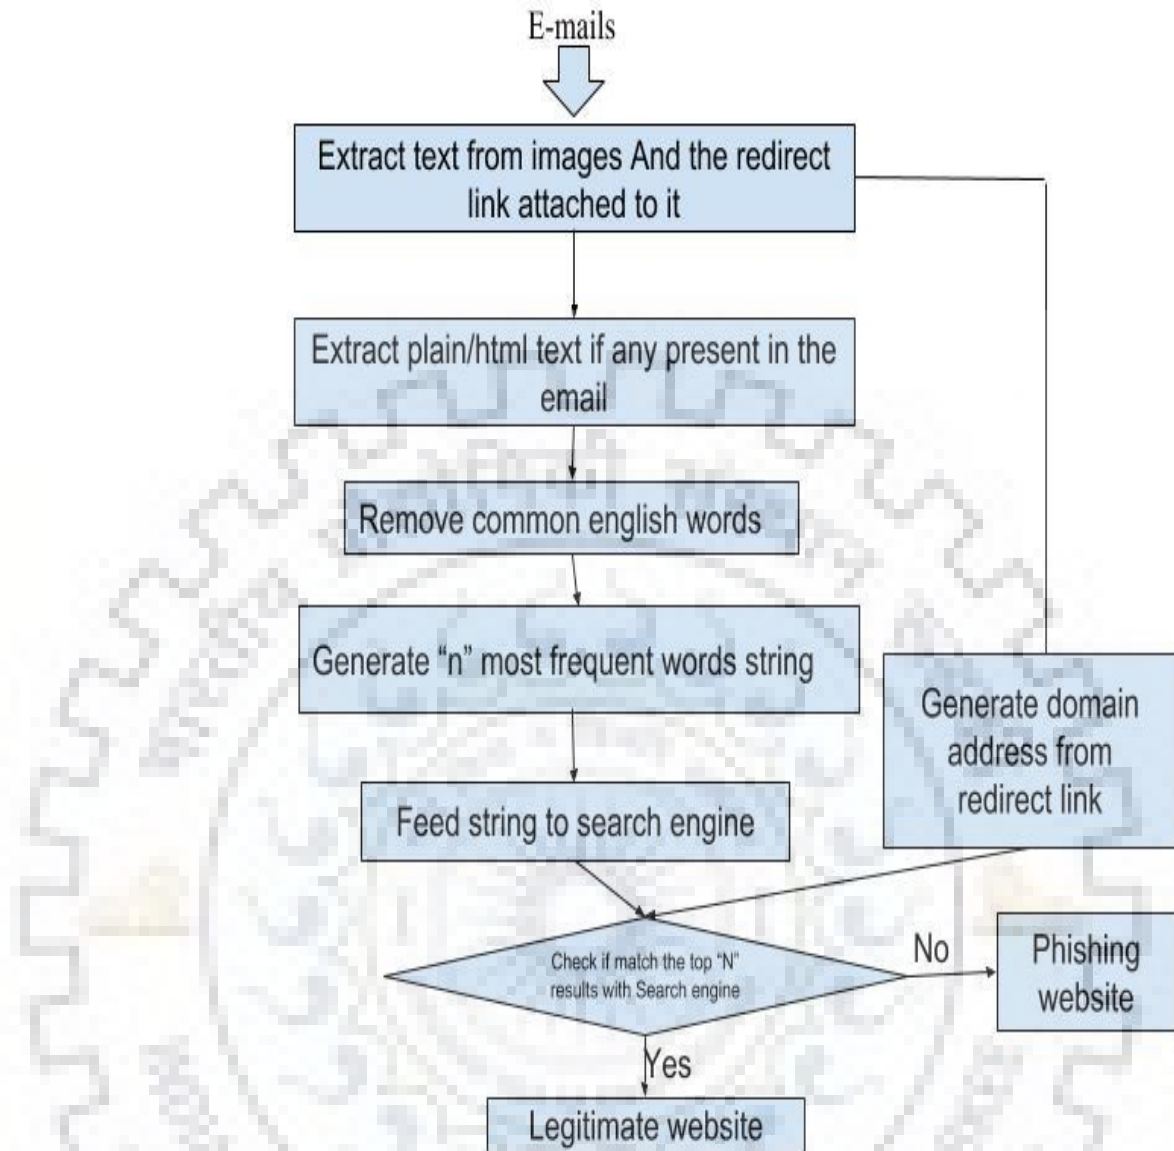 E-mails
Extract text from images And the redirect
link attached to it
Extract plain/html text if any present in the
email
Remove common english words
Generate “n” most frequent words string
Generate domain
address from
redirect link
Feed string to search engine
Check if match the top “N”
results with Search engine
No
Phishing
website
Yes
Legitimate website